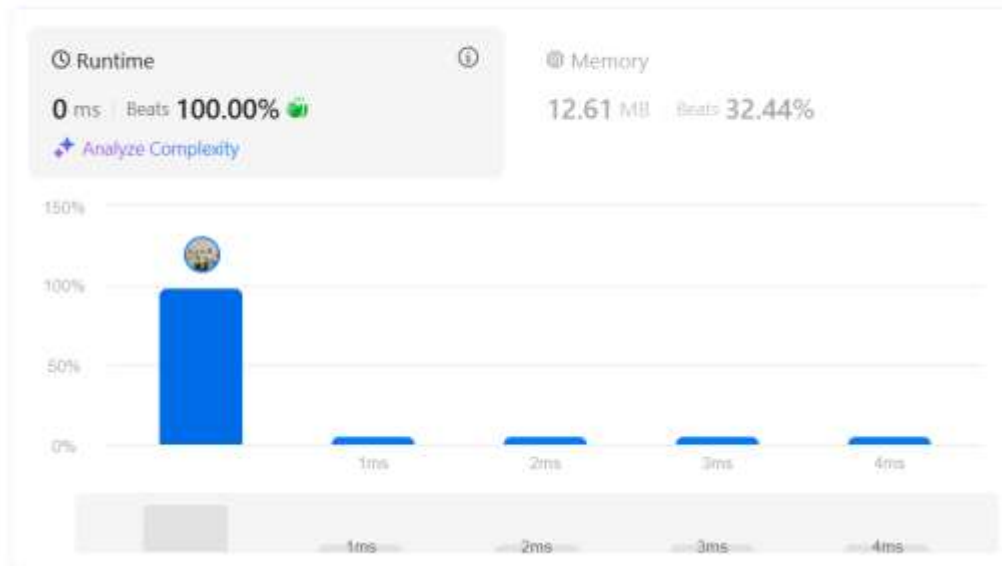 Runtime
0 ms Beats 100.00%
Analyze Complexity
Memory
12.61 MB Beats 32.44%
150%
100%
50%
0%
1ms 2ms 3ms 4ms
1ms 2ms 3ms 4ms